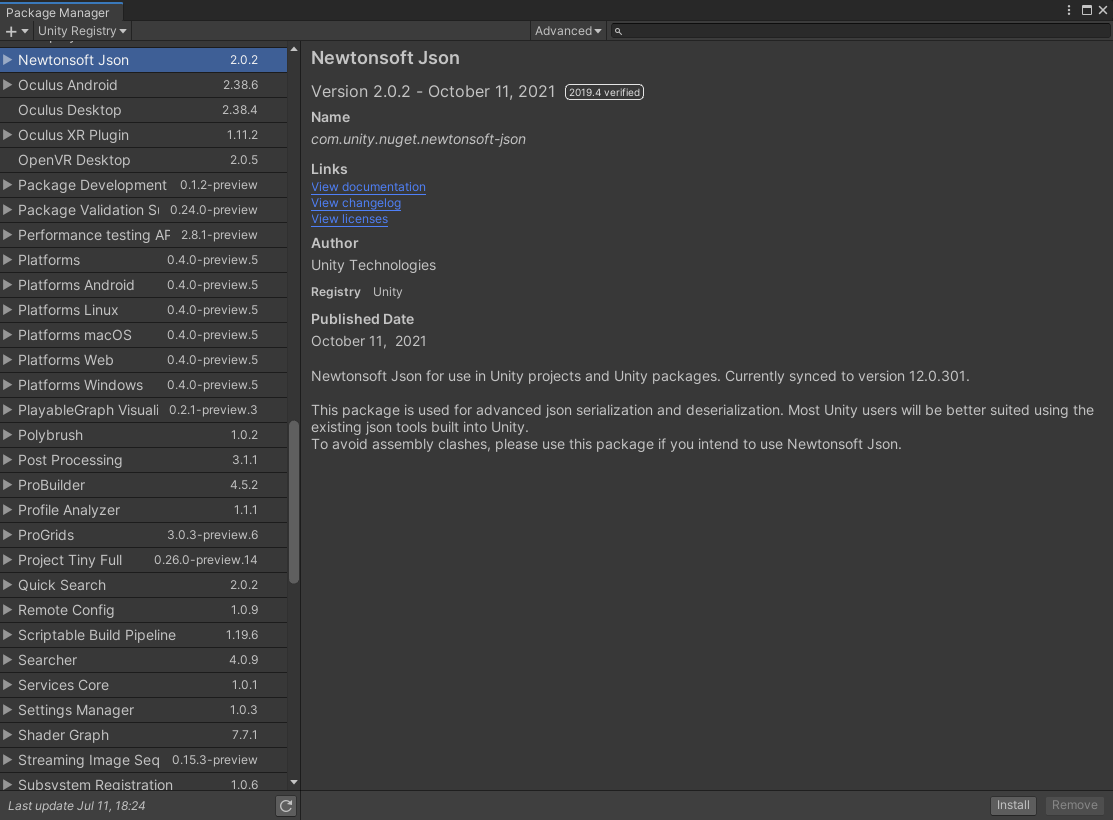 Package Manager
Unity Registry
Advanced
Newtonsoft Json 2.0.2
Oculus Android 2.38.6
Oculus Desktop 2.38.4
Oculus XR Plugin 1.11.2
OpenVR Desktop 2.0.5
Package Development 0.1.2-preview
Package Validation Su 0.24.0-preview
Performance testing AP 2.8.1-preview
Platforms 0.4.0-preview.5
Platforms Android 0.4.0-preview.5
Platforms Linux 0.4.0-preview.5
Platforms macOS 0.4.0-preview.5
Platforms Web 0.4.0-preview.5
Platforms Windows 0.4.0-preview.5
PlayableGraph Visuali 0.2.1-preview.3
Polybrush 1.0.2
Post Processing 3.1.1
ProBuilder 4.5.2
Profile Analyzer 1.1.1
ProGrids 3.0.3-preview.6
Project Tiny Full 0.26.0-preview.14
Quick Search 2.0.2
Remote Config 1.0.9
Scriptable Build Pipeline 1.19.6
Searcher 4.0.9
Services Core 1.0.1
Settings Manager 1.0.3
Shader Graph 7.7.1
Streaming Image Seq 0.15.3-preview
Subsystem Registration 1.0.6
Last update Jul 11, 18:24
Newtonsoft Json
Version 2.0.2 - October 11, 2021 2019.4 verified
Name
com.unity.nuget.newtonsoft-json
Links
View documentation
View changelog
View licenses
Author
Unity Technologies
Registry Unity
Published Date
October 11, 2021
Newtonsoft Json for use in Unity projects and Unity packages. Currently synced to version 12.0.301.
This package is used for advanced json serialization and deserialization. Most Unity users will be better suited using the
existing json tools built into Unity.
To avoid assembly clashes, please use this package if you intend to use Newtonsoft Json.
Install
Remove